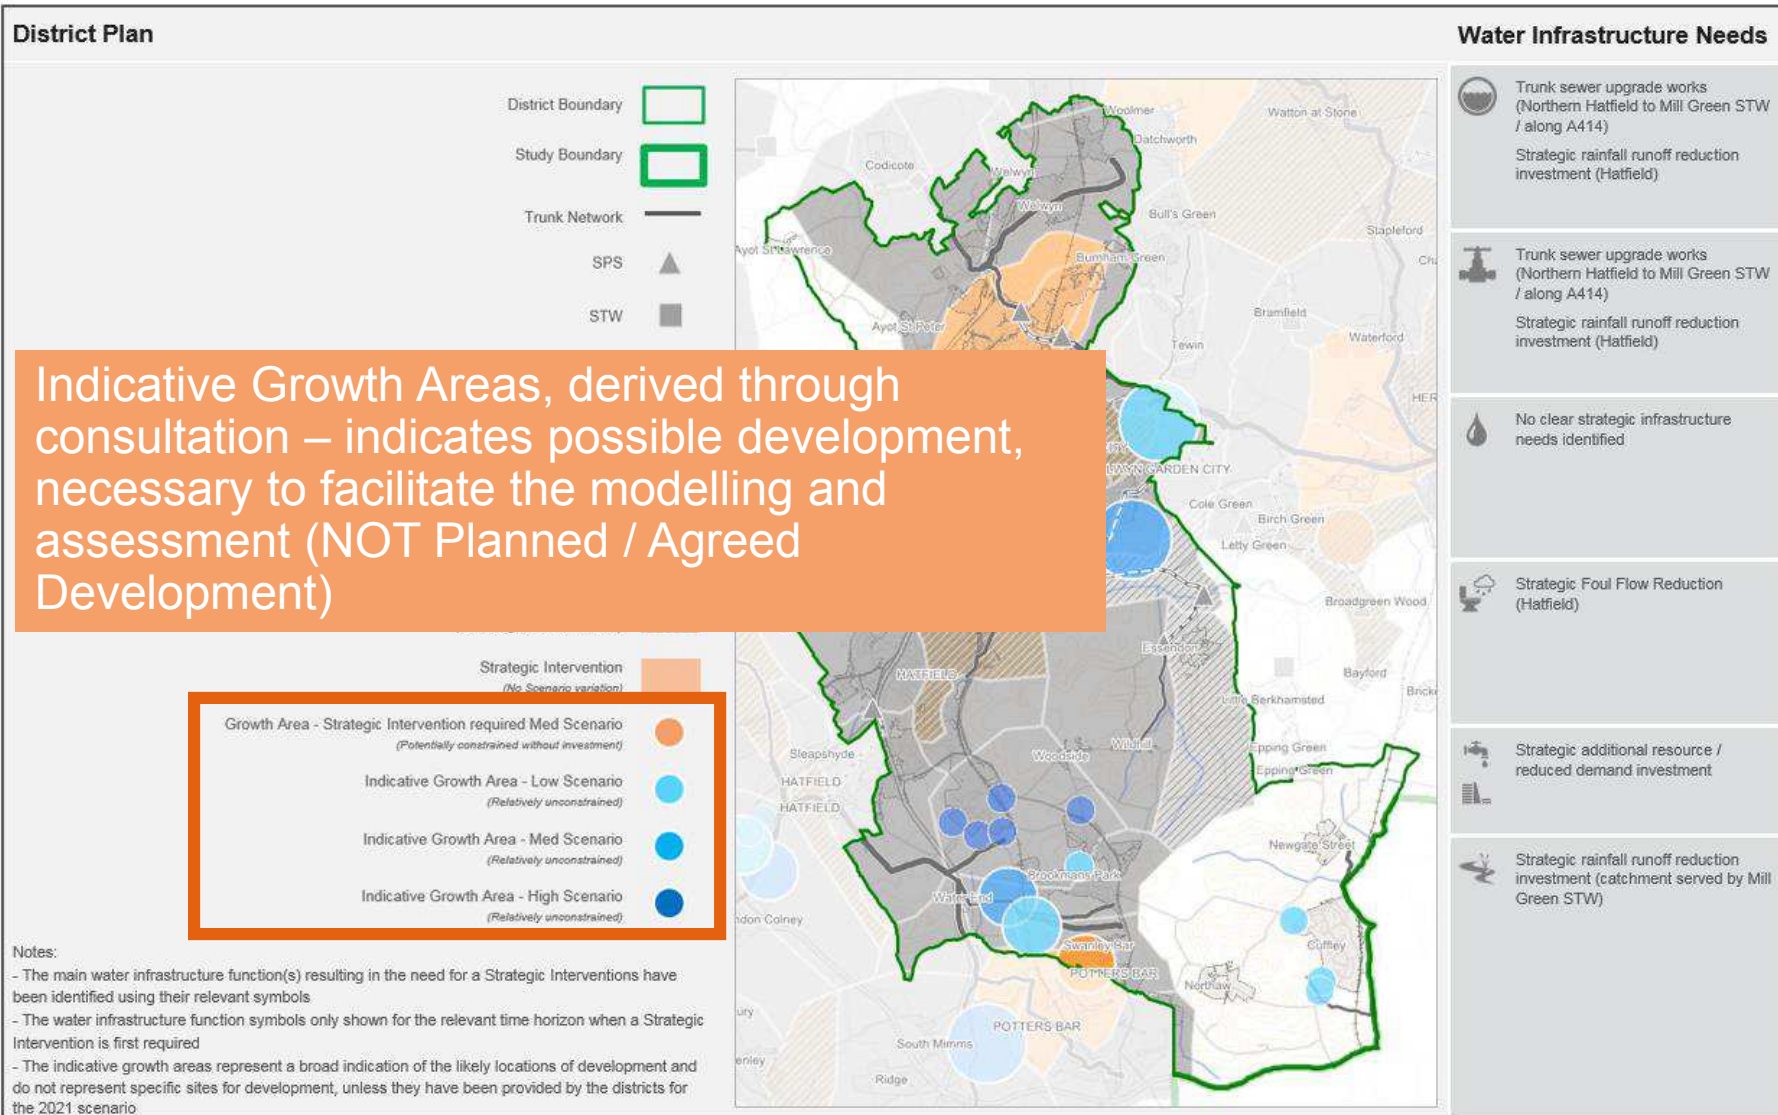 District Plan
Water Infrastructure Needs
District Boundary
Study Boundary
Trunk Network
SPS
STW
Indicative Growth Areas, derived through
consultation – indicates possible development,
necessary to facilitate the modelling and
assessment (NOT Planned / Agreed
Development)
Strategic Intervention
(No Scenario variation)
Growth Area - Strategic Intervention required Med Scenario
(Potentially constrained without investment)
Indicative Growth Area - Low Scenario
(Relatively unconstrained)
Indicative Growth Area - Med Scenario
(Relatively unconstrained)
Indicative Growth Area - High Scenario
(Relatively unconstrained)
Notes:
- The main water infrastructure function(s) resulting in the need for a Strategic Interventions have
been identified using their relevant symbols
- The water infrastructure function symbols only shown for the relevant time horizon when a Strategic
Intervention is first required
- The indicative growth areas represent a broad indication of the likely locations of development and
do not represent specific sites for development, unless they have been provided by the districts for
the 2021 scenario
Woolmer
Watton at Stone
Datchworth
Codicote
Welwyn
Welwyn
Bull's Green
Stapleford
Ayot St Lawrence
Burnham Green
Bramfield
Ayot St Peter
Waterford
Tewin
HER
GARDEN CITY
Cole Green
Birch Green
Letty Green
Broadgreen Wood
Essendon
HATFIELD
Bayford
Little Berkhamsted
Sleapshyde
Woodside
Wildhill
Epping Green
Epping Green
HATFIELD
HATFIELD
Newgate Street
Brookmans Park
Water End
don Colney
Swanley Bar
Cuffley
POTTERS BAR
Northaw
POTTERS BAR
South Mimms
Ridge
Trunk sewer upgrade works
(Northern Hatfield to Mill Green STW
/ along A414)
Strategic rainfall runoff reduction
investment (Hatfield)
Trunk sewer upgrade works
(Northern Hatfield to Mill Green STW
/ along A414)
Strategic rainfall runoff reduction
investment (Hatfield)
No clear strategic infrastructure
needs identified
Strategic Foul Flow Reduction
(Hatfield)
Strategic additional resource /
reduced demand investment
Strategic rainfall runoff reduction
investment (catchment served by Mill
Green STW)